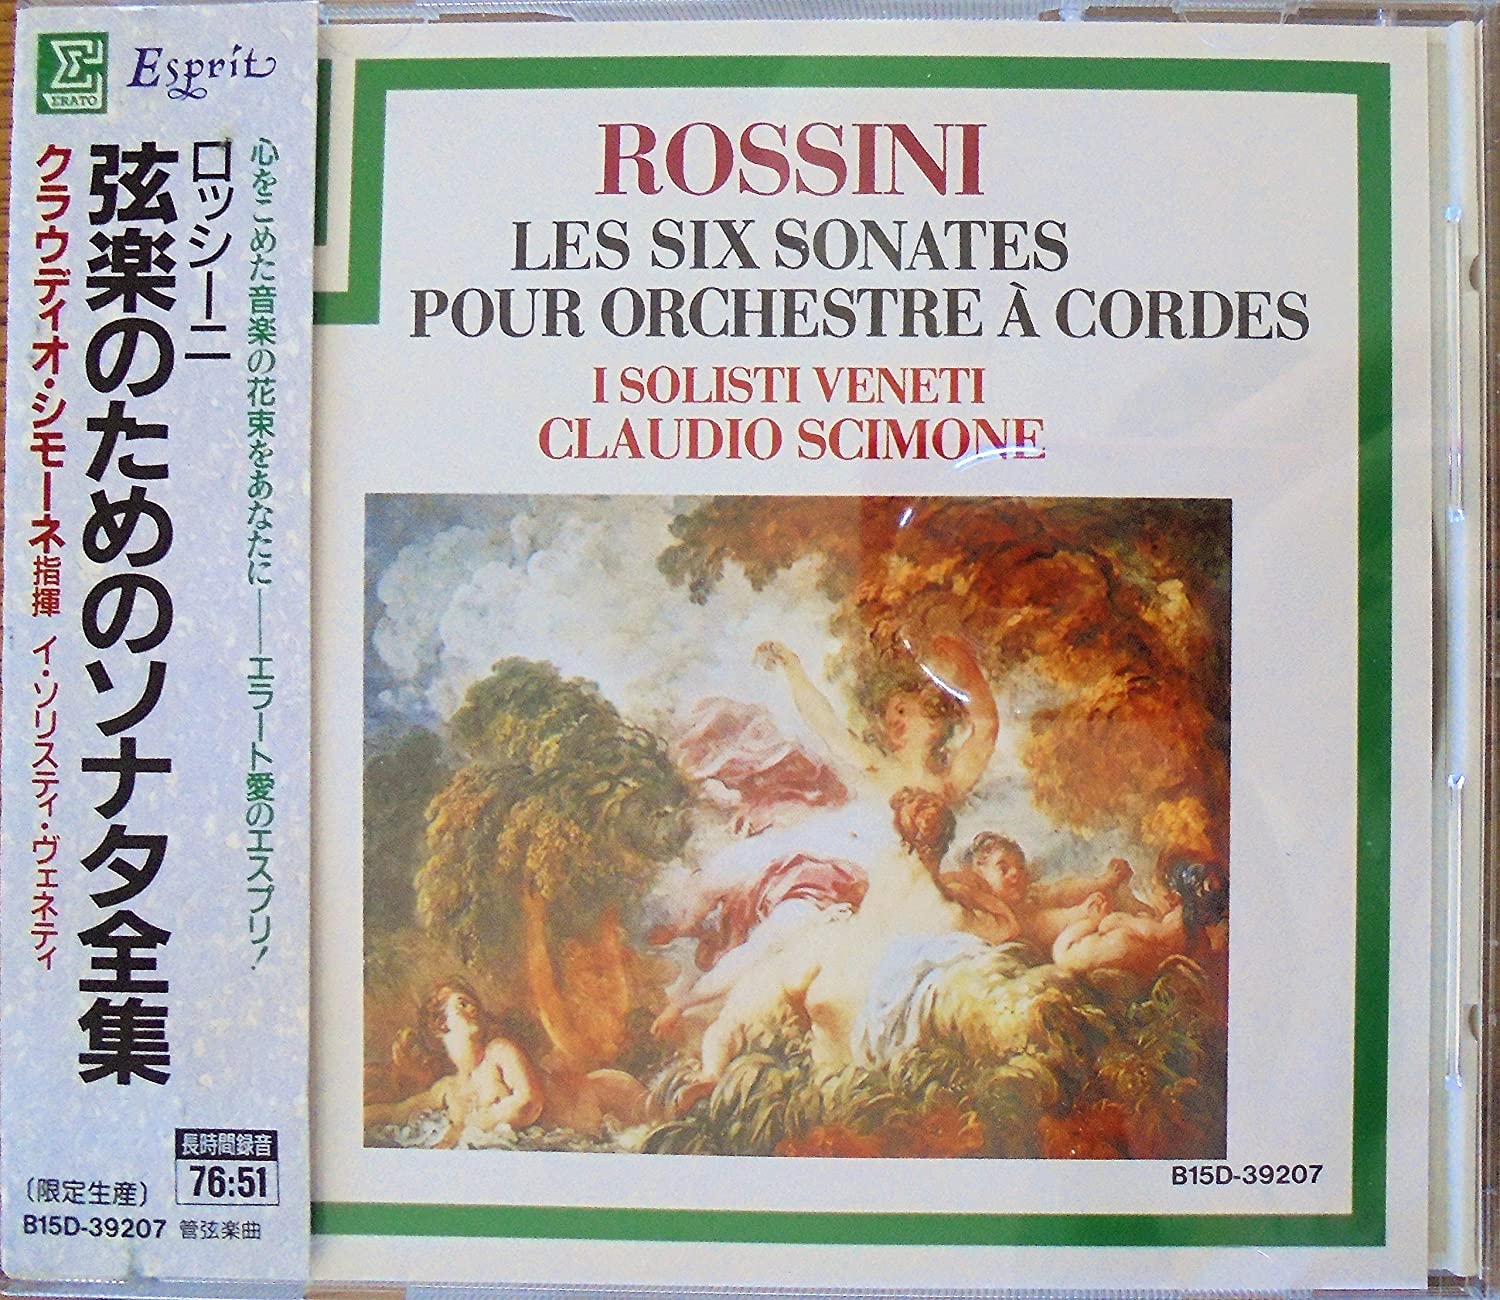 ERATO
Esprit
心をこめた音楽の花束をあなたに――エラート愛のエスプリ!
ロッシーニ
弦楽のためのソナタ全集
クラウディオ・シモーネ指揮 イ・ソリスティ・ヴェネティ
長時間録音
76:51
(限定生産)
B15D-39207 管弦楽曲
ROSSINI
LES SIX SONATES
POUR ORCHESTRE À CORDES
I SOLISTI VENETI
CLAUDIO SCIMONE
B15D-39207